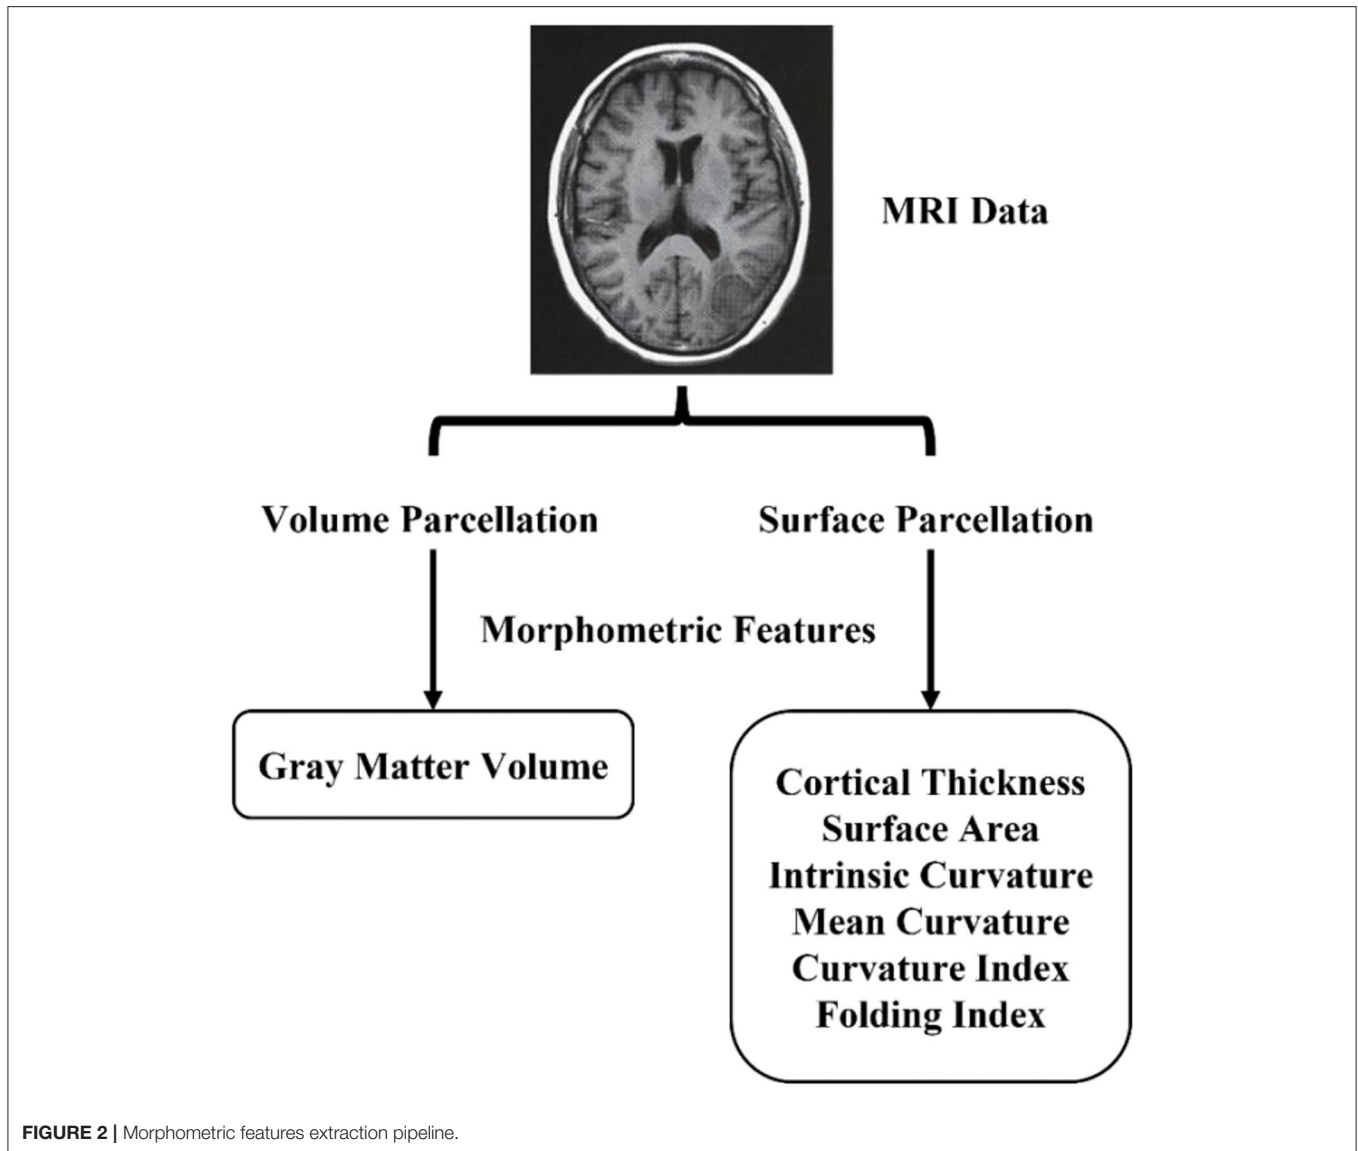 MRI Data
Volume Parcellation
Surface Parcellation
Morphometric Features
Gray Matter Volume
Cortical Thickness
Surface Area
Intrinsic Curvature
Mean Curvature
Curvature Index
Folding Index
FIGURE 2 | Morphometric features extraction pipeline.